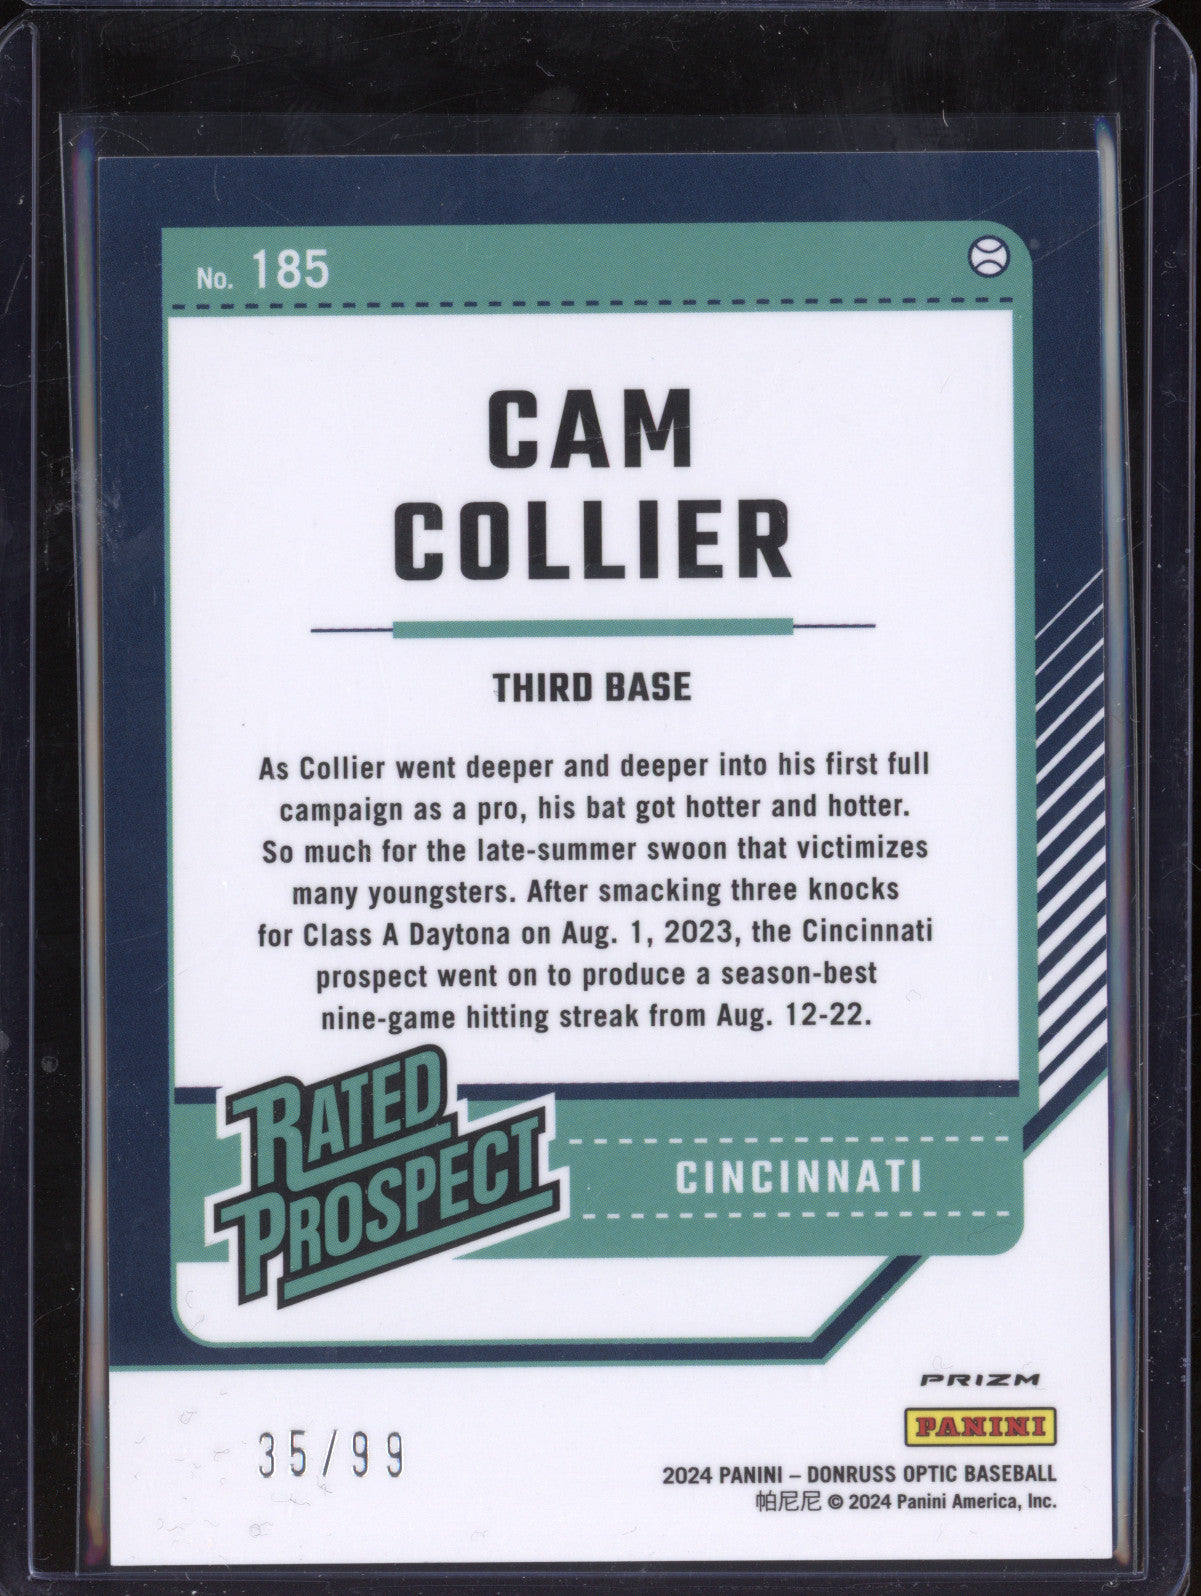 No. 185
CAM
COLLIER
THIRD BASE
As Collier went deeper and deeper into his first full
campaign as a pro, his bat got hotter and hotter.
So much for the late-summer swoon that victimizes
many youngsters. After smacking three knocks
for Class A Daytona on Aug. 1, 2023, the Cincinnati
prospect went on to produce a season-best
nine-game hitting streak from Aug. 12-22.
RATED
PROSPECT
CINCINNATI
PRIZM
PANINI
35/99
2024 PANINI – DONRUSS OPTIC BASEBALL
帕尼尼 © 2024 Panini America, Inc.